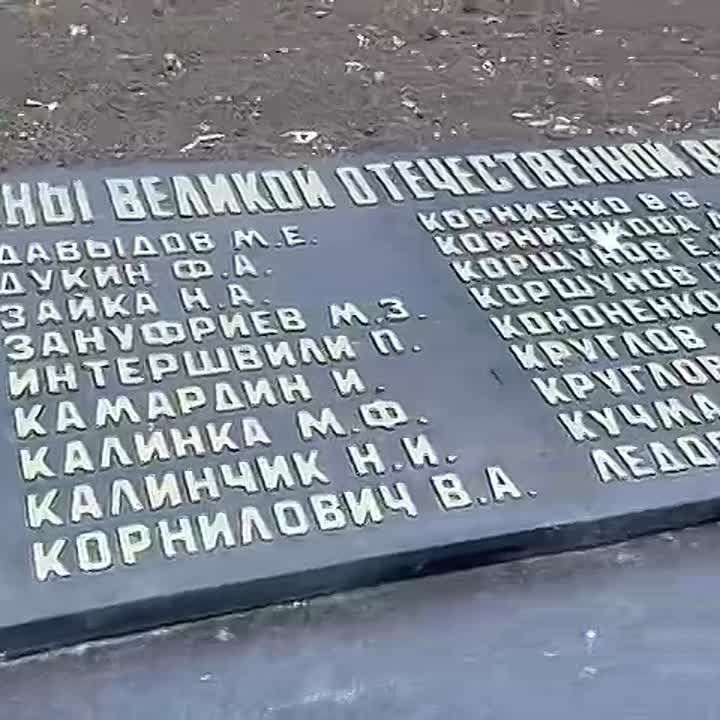 НЫ ВЕЛИКОЙ ОТЕЧЕСТВЕННОЙ В
ДАВЫДОВ М.Е.
ДУКИН Ф.А.
ЗАЙКА Н.А.
ЗАНУФРИЕВ М.З.
ИНТЕРШВИЛИ П.
КАМАРДИН И.
КАЛИНКА М.Ф.
КАЛИНЧИК Н.И.
КОРНИЛОВИЧ В.А.
КОРНИЕНКО В.В.
КОРНИЕНКОВА
КОРШУНОВ Е.
КОРШУНОВ
КОНОНЕНКО
КРУГЛОВ
КРУГЛОВ
КУЧМА
ЛЕДОВ